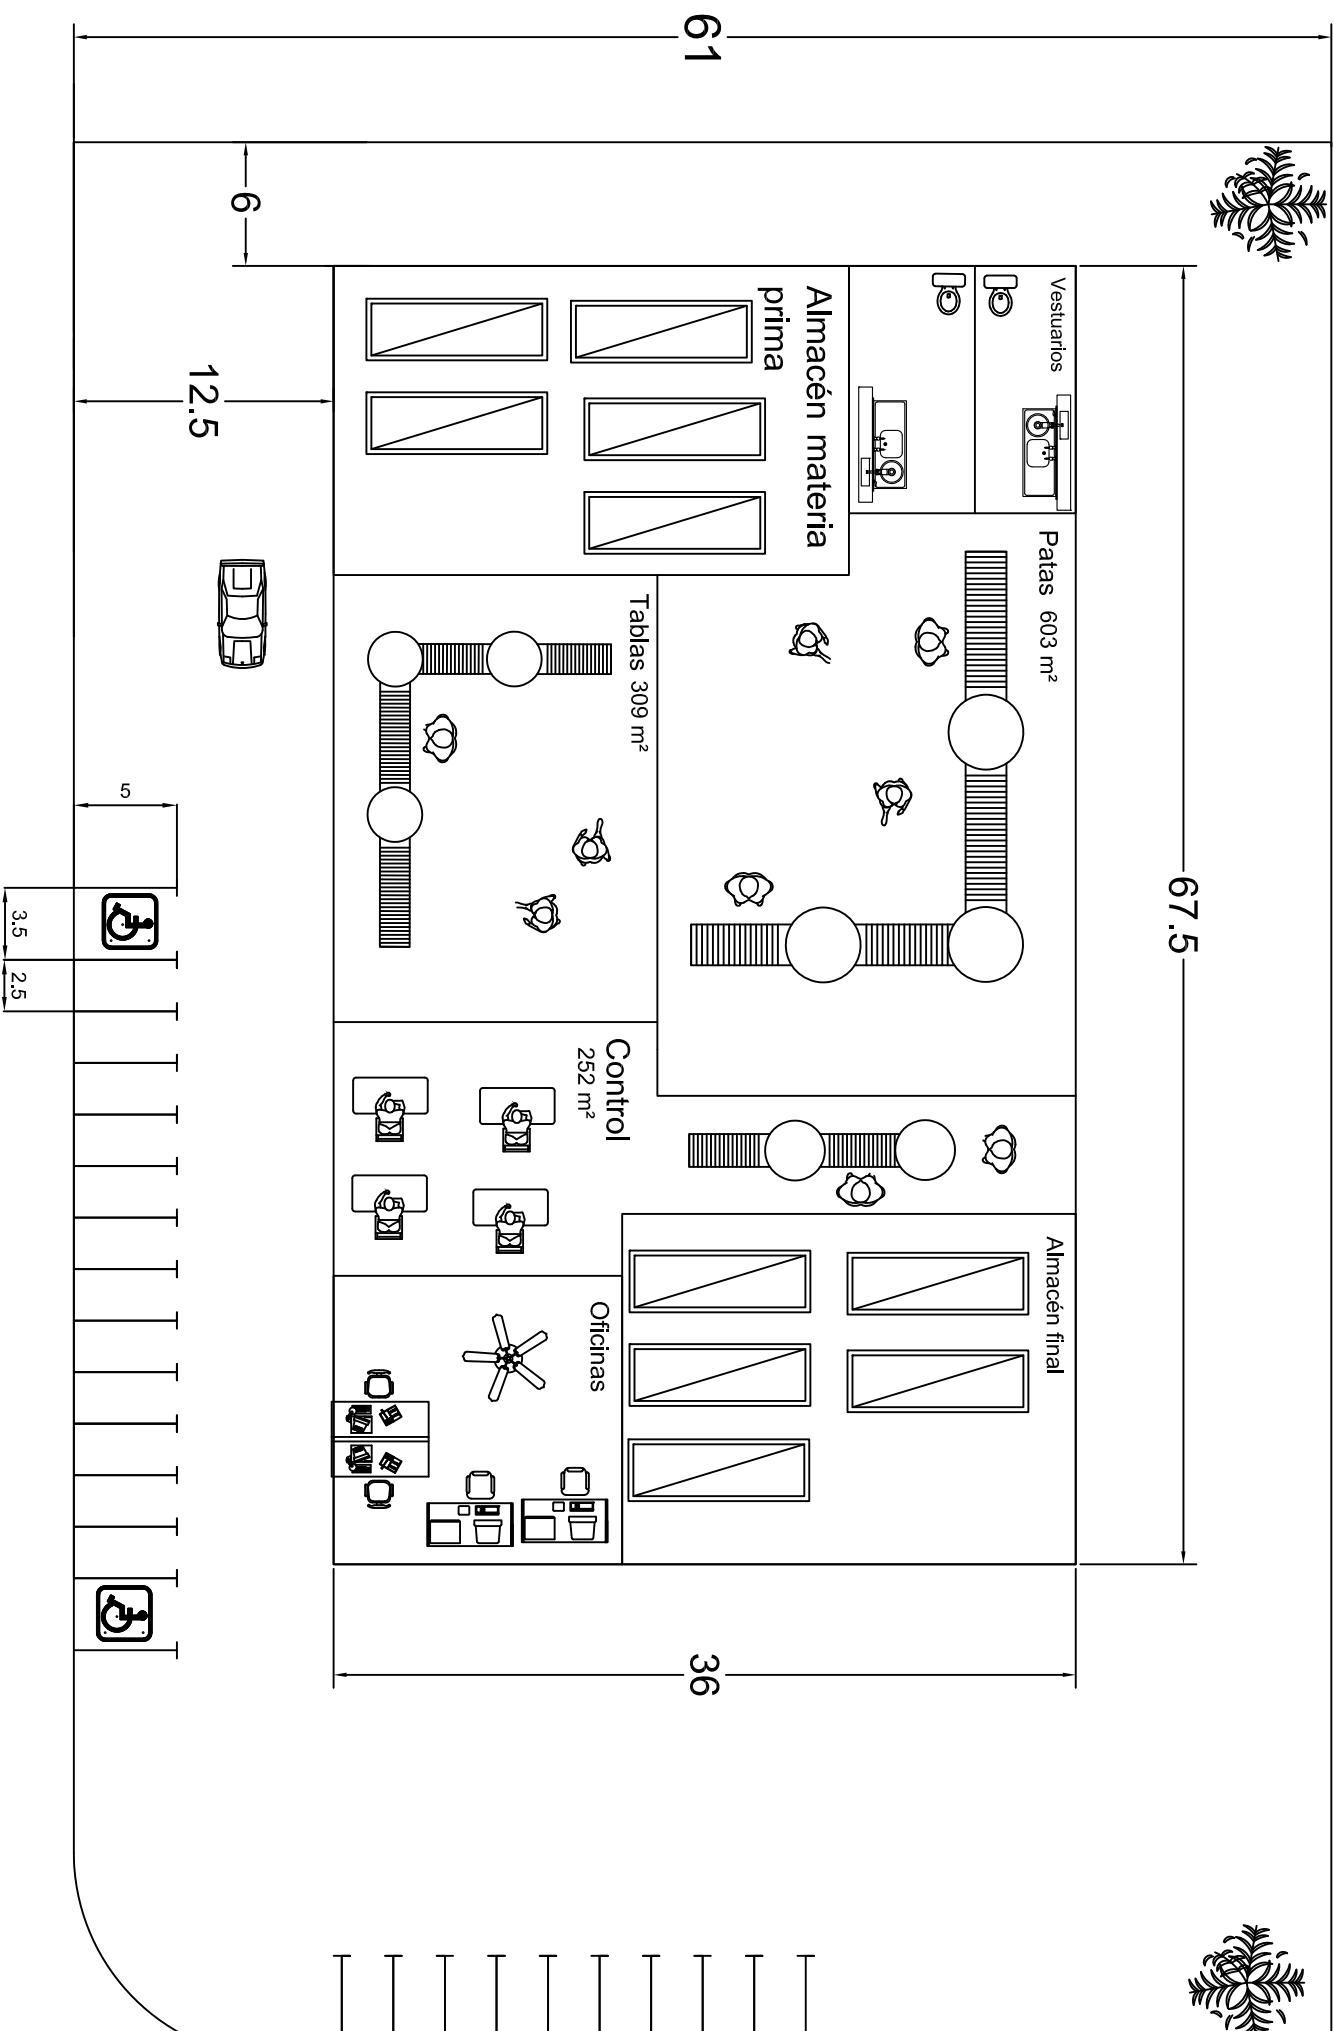 61
6
12.5
67.5
36
5
3.5
2.5
Vestuarios
Almacén materia
prima
Patas 603 m²
Tablas 309 m²
Control
252 m²
Almacén final
Oficinas